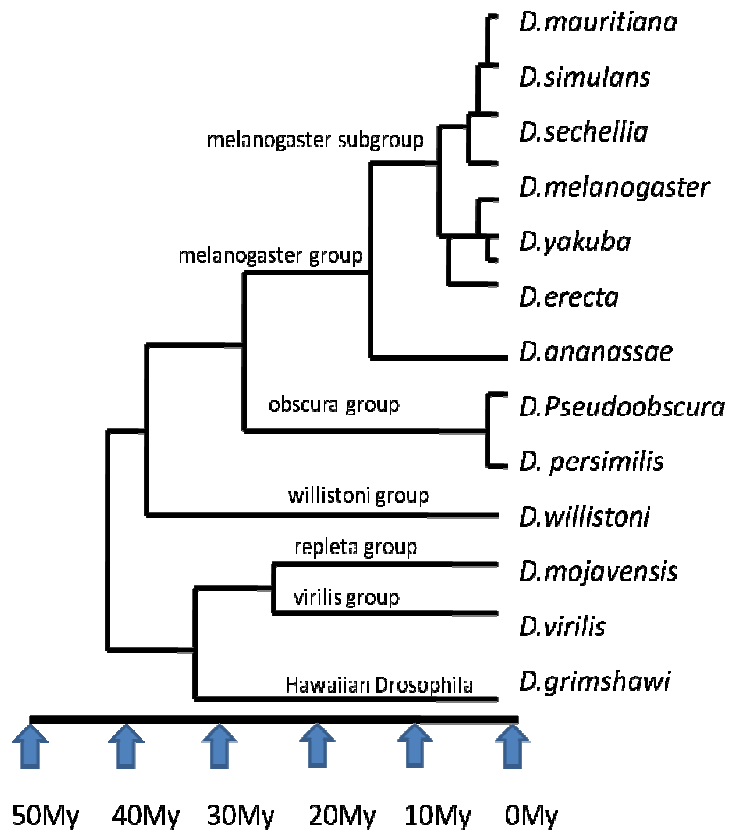 D.mauritiana
D.simulans
D.sechellia
melanogaster subgroup
D.melanogaster
D.yakuba
melanogaster group
D.erecta
D.ananassae
obscura group
D.Pseudoobscura
D. persimilis
willistoni group
D.willistoni
repleta group
D.mojavensis
virilis group
D.virilis
Hawaiian Drosophila
D.grimshawi
50My 40My 30My 20My 10My 0My